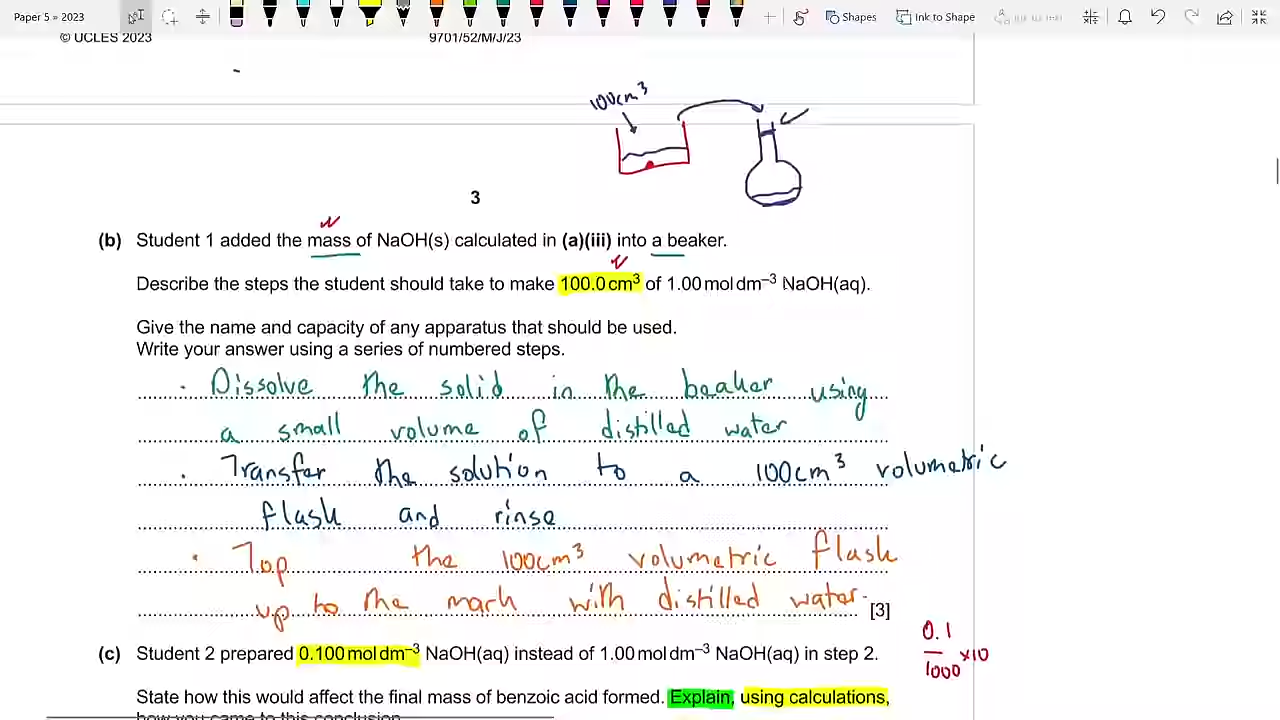 Paper 5 » 2023
Shapes
Ink to Shape
© UCLES 2023
9701/52/M/J/23
100cm³
3
(b) Student 1 added the mass of NaOH(s) calculated in (a)(iii) into a beaker.
Describe the steps the student should take to make 100.0 cm³ of 1.00 mol dm⁻³ NaOH(aq).
Give the name and capacity of any apparatus that should be used.
Write your answer using a series of numbered steps.
· Dissolve the solid in the beaker using
a small volume of distilled water
· Transfer the solution to a 100cm³ volumetric
flask and rinse
· Top the 100cm³ volumetric flask
up to the mark with distilled water.
[3]
0.1
1000 ×10
(c) Student 2 prepared 0.100 mol dm⁻³ NaOH(aq) instead of 1.00 mol dm⁻³ NaOH(aq) in step 2.
State how this would affect the final mass of benzoic acid formed. Explain, using calculations,
how you came to this conclusion